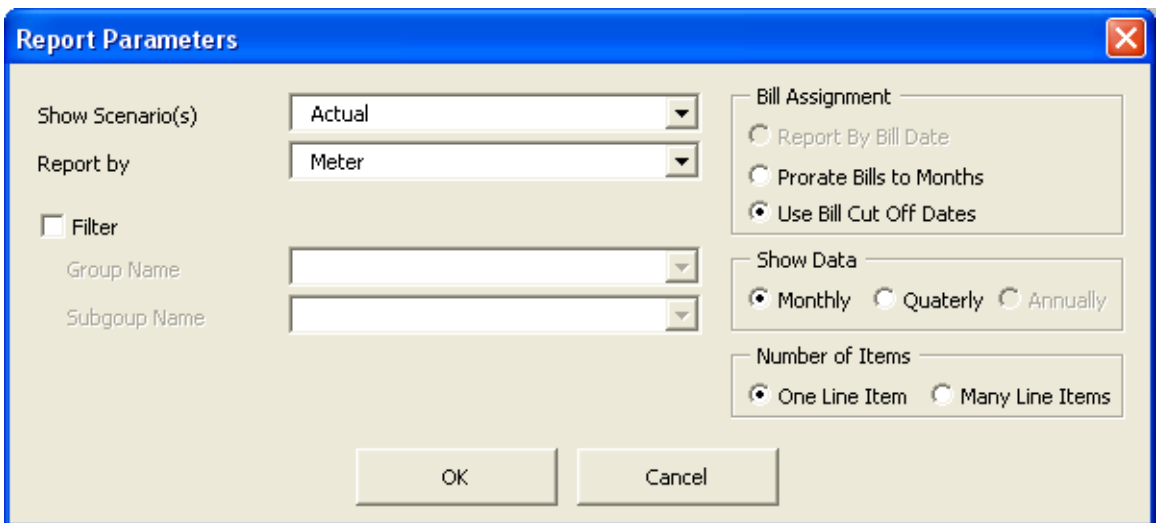 Report Parameters
Show Scenario(s)
Actual
Report by
Meter
Filter
Group Name
Subgoup Name
Bill Assignment
Report By Bill Date
Prorate Bills to Months
Use Bill Cut Off Dates
Show Data
Monthly Quaterly Annually
Number of Items
One Line Item Many Line Items
OK Cancel